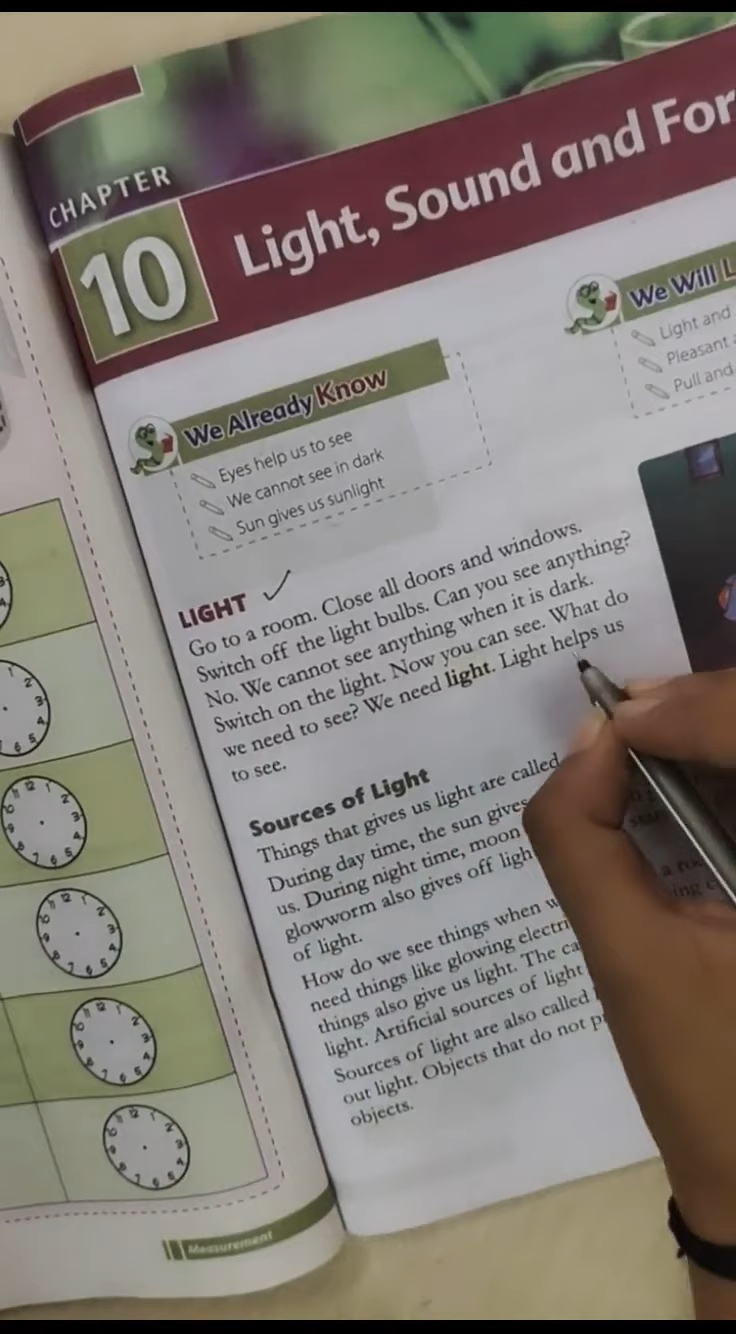 CHAPTER
10
Light, Sound and For
We Already Know
Eyes help us to see
We cannot see in dark
Sun gives us sunlight
We Will L
Light and
Pleasant
Pull and
LIGHT
Go to a room. Close all doors and windows.
Switch off the light bulbs. Can you see anything?
No. We cannot see anything when it is dark.
Switch on the light. Now you can see. What do
we need to see? We need light. Light helps us
to see.
Sources of Light
Things that gives us light are called
During day time, the sun gives
us. During night time, moon
glowworm also gives off ligh
of light.
How do we see things when w
need things like glowing electri
things also give us light. The ca
light. Artificial sources of light
Sources of light are also called
out light. Objects that do not p
objects.
Measurement